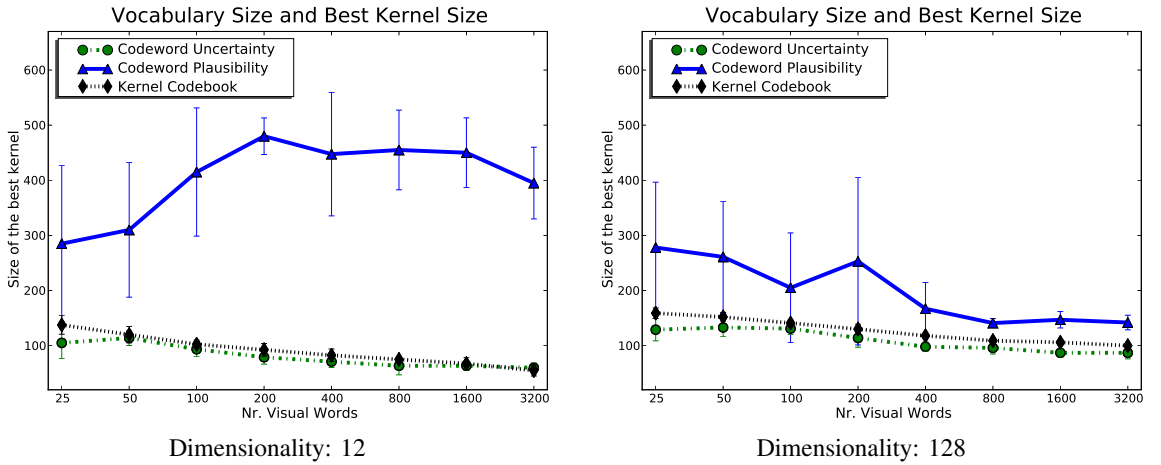 Vocabulary Size and Best Kernel Size
Codeword Uncertainty
Codeword Plausibility
Kernel Codebook
600
500
400
300
200
100
Size of the best kernel
25 50 100 200 400 800 1600 3200
Nr. Visual Words
Dimensionality: 12
Vocabulary Size and Best Kernel Size
Codeword Uncertainty
Codeword Plausibility
Kernel Codebook
600
500
400
300
200
100
Size of the best kernel
25 50 100 200 400 800 1600 3200
Nr. Visual Words
Dimensionality: 128